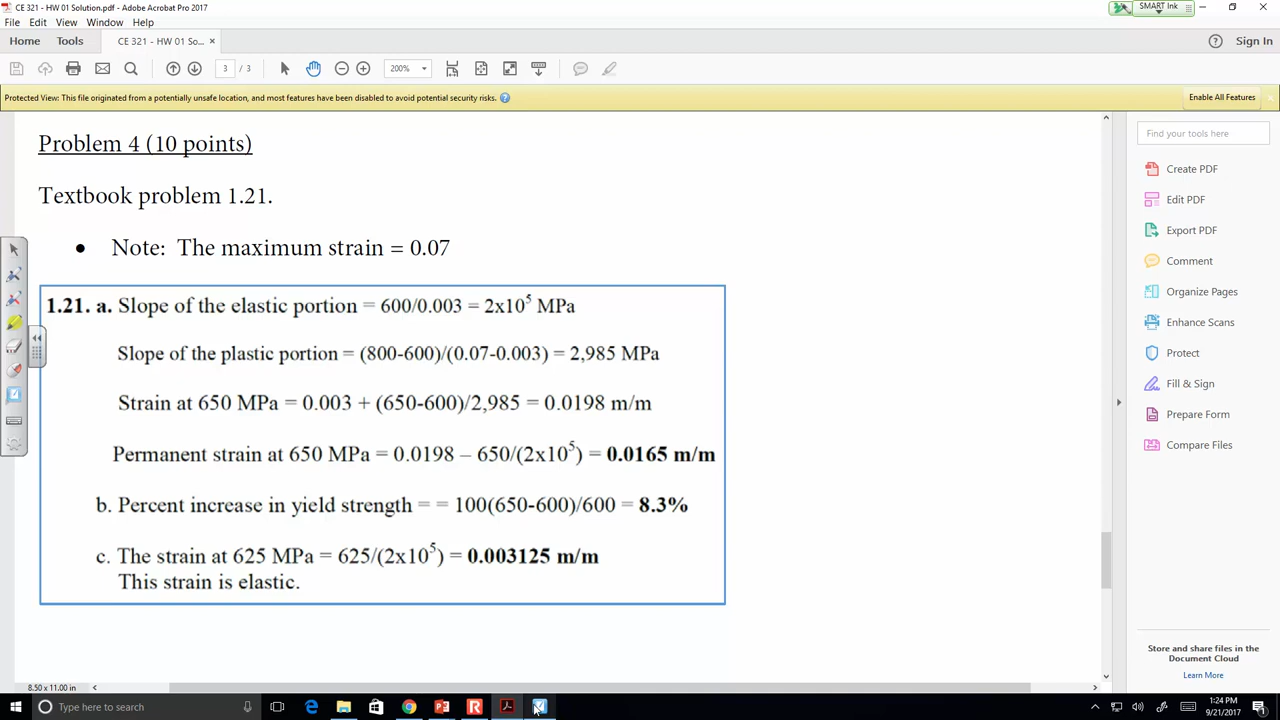 CE 321 - HW 01 Solution.pdf - Adobe Acrobat Pro 2017
SMART Ink
File Edit View Window Help
Home Tools CE 321 - HW 01 So... × Sign In
3 / 3 200%
Protected View: This file originated from a potentially unsafe location, and most features have been disabled to avoid potential security risks. Enable All Features
Problem 4 (10 points)
Textbook problem 1.21.
• Note: The maximum strain = 0.07
1.21. a. Slope of the elastic portion = 600/0.003 = 2x10⁵ MPa
Slope of the plastic portion = (800-600)/(0.07-0.003) = 2,985 MPa
Strain at 650 MPa = 0.003 + (650-600)/2,985 = 0.0198 m/m
Permanent strain at 650 MPa = 0.0198 – 650/(2x10⁵) = 0.0165 m/m
b. Percent increase in yield strength = = 100(650-600)/600 = 8.3%
c. The strain at 625 MPa = 625/(2x10⁵) = 0.003125 m/m
This strain is elastic.
Find your tools here
Create PDF
Edit PDF
Export PDF
Comment
Organize Pages
Enhance Scans
Protect
Fill & Sign
Prepare Form
Compare Files
Store and share files in the
Document Cloud
Learn More
8.50 x 11.00 in
Type here to search
1:24 PM
9/21/2017